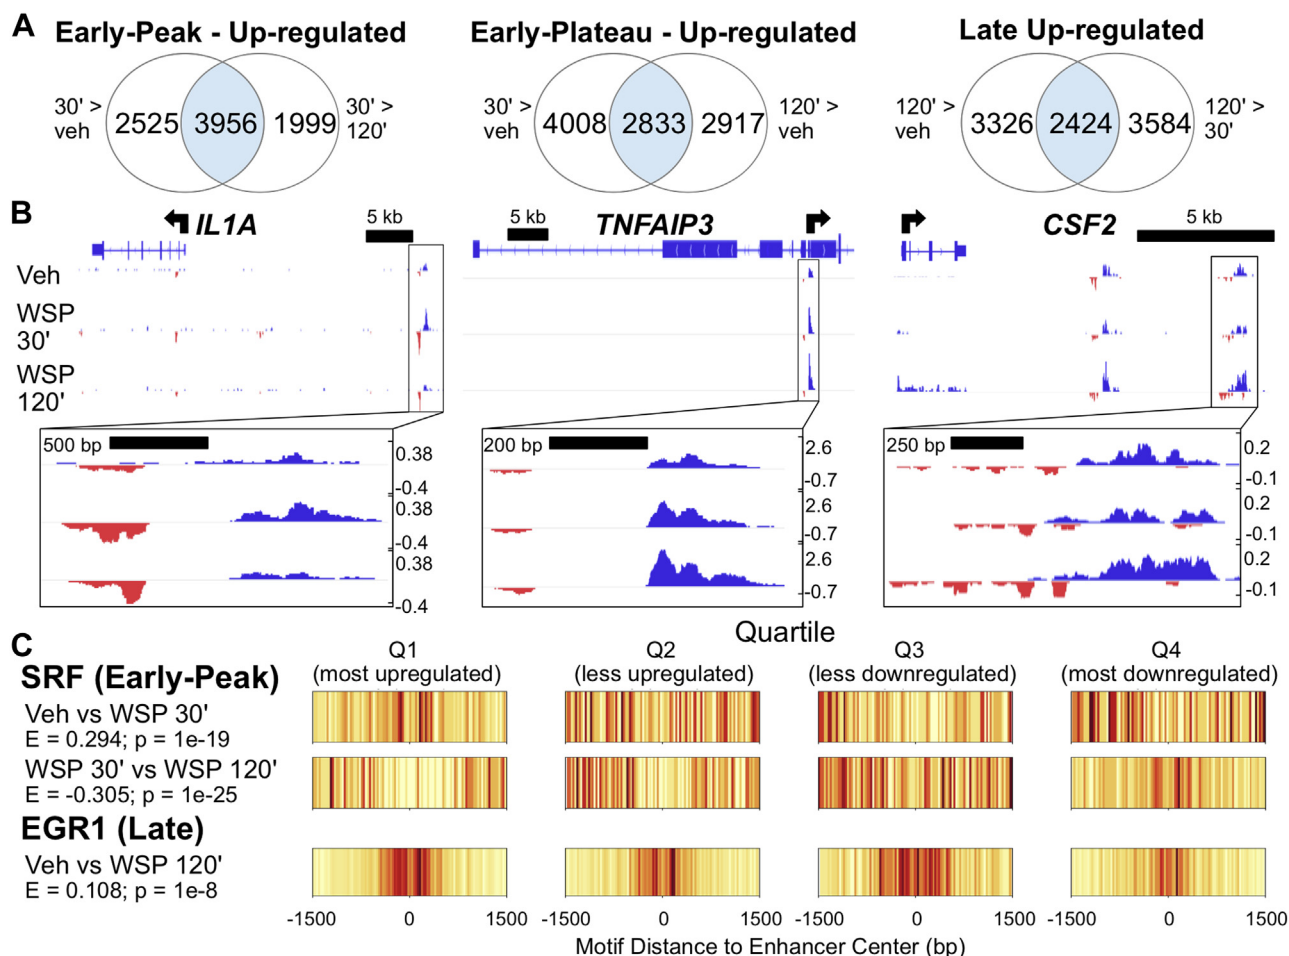 A
Early-Peak - Up-regulated
Early-Plateau - Up-regulated
Late Up-regulated
30' >
veh
2525
3956
1999
30' >
120'
30' >
veh
4008
2833
2917
120' >
veh
120' >
veh
3326
2424
3584
120' >
30'
B
IL1A
5 kb
5 kb
TNFAIP3
CSF2
5 kb
Veh
WSP
30'
WSP
120'
500 bp
0.38
-0.4
0.38
-0.4
0.38
-0.4
200 bp
2.6
-0.7
2.6
-0.7
2.6
-0.7
250 bp
0.2
-0.1
0.2
-0.1
0.2
-0.1
C
Quartile
Q1
(most upregulated)
Q2
(less upregulated)
Q3
(less downregulated)
Q4
(most downregulated)
SRF (Early-Peak)
Veh vs WSP 30'
E = 0.294; p = 1e-19
WSP 30' vs WSP 120'
E = -0.305; p = 1e-25
EGR1 (Late)
Veh vs WSP 120'
E = 0.108; p = 1e-8
-1500 0 1500
-1500 0 1500
-1500 0 1500
-1500 0 1500
Motif Distance to Enhancer Center (bp)